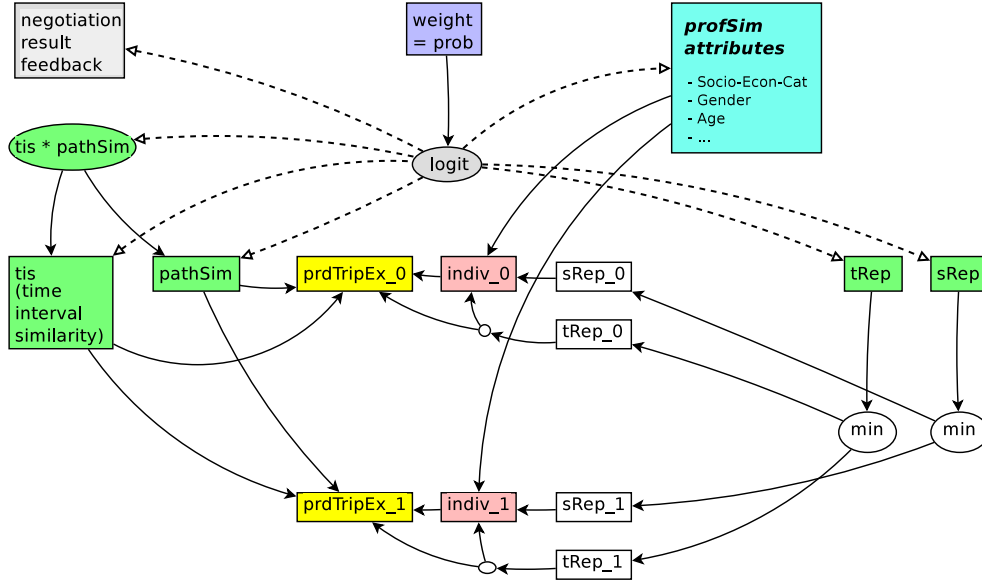 negotiation
result
feedback
weight
= prob
profSim
attributes
- Socio-Econ-Cat
- Gender
- Age
- ...
tis * pathSim
logit
tis
(time
interval
similarity)
pathSim
prdTripEx_0
indiv_0
sRep_0
tRep
sRep
tRep_0
min
min
prdTripEx_1
indiv_1
sRep_1
tRep_1